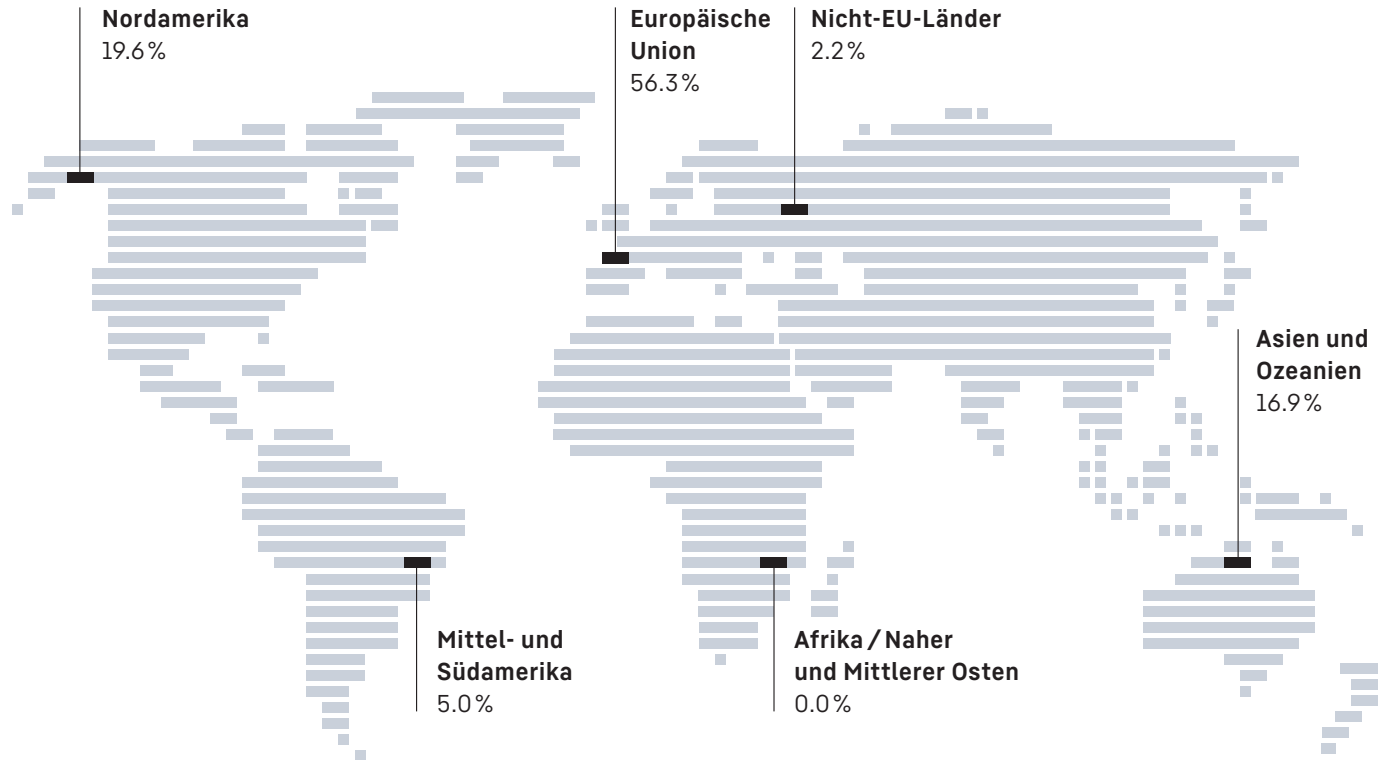 Nordamerika
19.6 %
Europäische
Union
56.3 %
Nicht-EU-Länder
2.2 %
Asien und
Ozeanien
16.9 %
Mittel- und
Südamerika
5.0 %
Afrika / Naher
und Mittlerer Osten
0.0 %